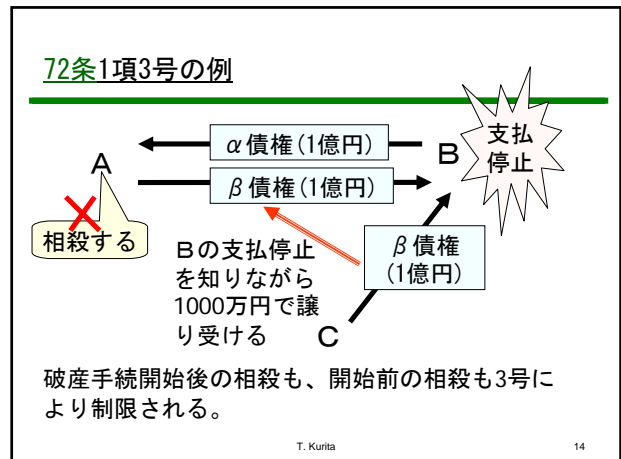 72条1項3号の例
α債権(1億円)
β債権(1億円)
A
B
支払
停止
相殺する
Bの支払停止
を知りながら
1000万円で譲
り受ける
β債権
(1億円)
C
破産手続開始後の相殺も、開始前の相殺も3号に
より制限される。
T. Kurita
14